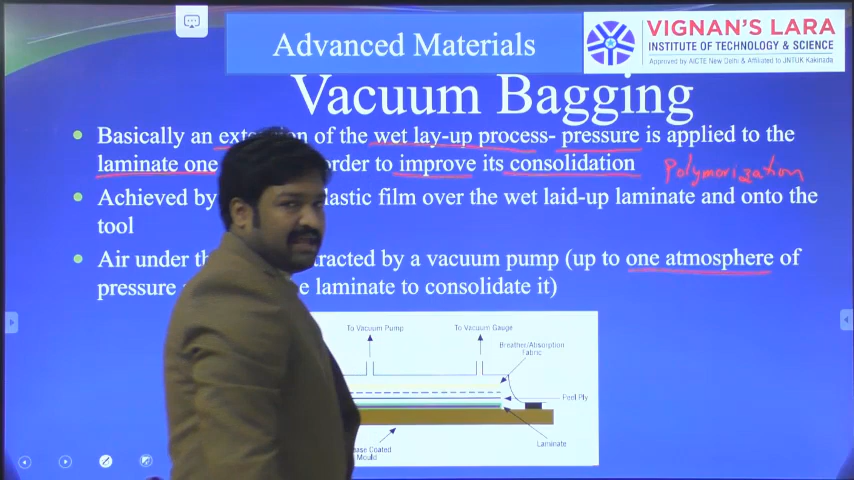 Advanced Materials
VIGNAN'S LARA
INSTITUTE OF TECHNOLOGY & SCIENCE
Approved by AICTE New Delhi & Affiliated to JNTUK Kakinada
Vacuum Bagging
Basically an extension of the wet lay-up process- pressure is applied to the
laminate one order to improve its consolidation
Polymorization
Achieved by lastic film over the wet laid-up laminate and onto the
tool
Air under th tracted by a vacuum pump (up to one atmosphere of
pressure e laminate to consolidate it)
To Vacuum Pump
To Vacuum Gauge
Breather/Absorption
Fabric
Peel Ply
ase Coated
Mould
Laminate